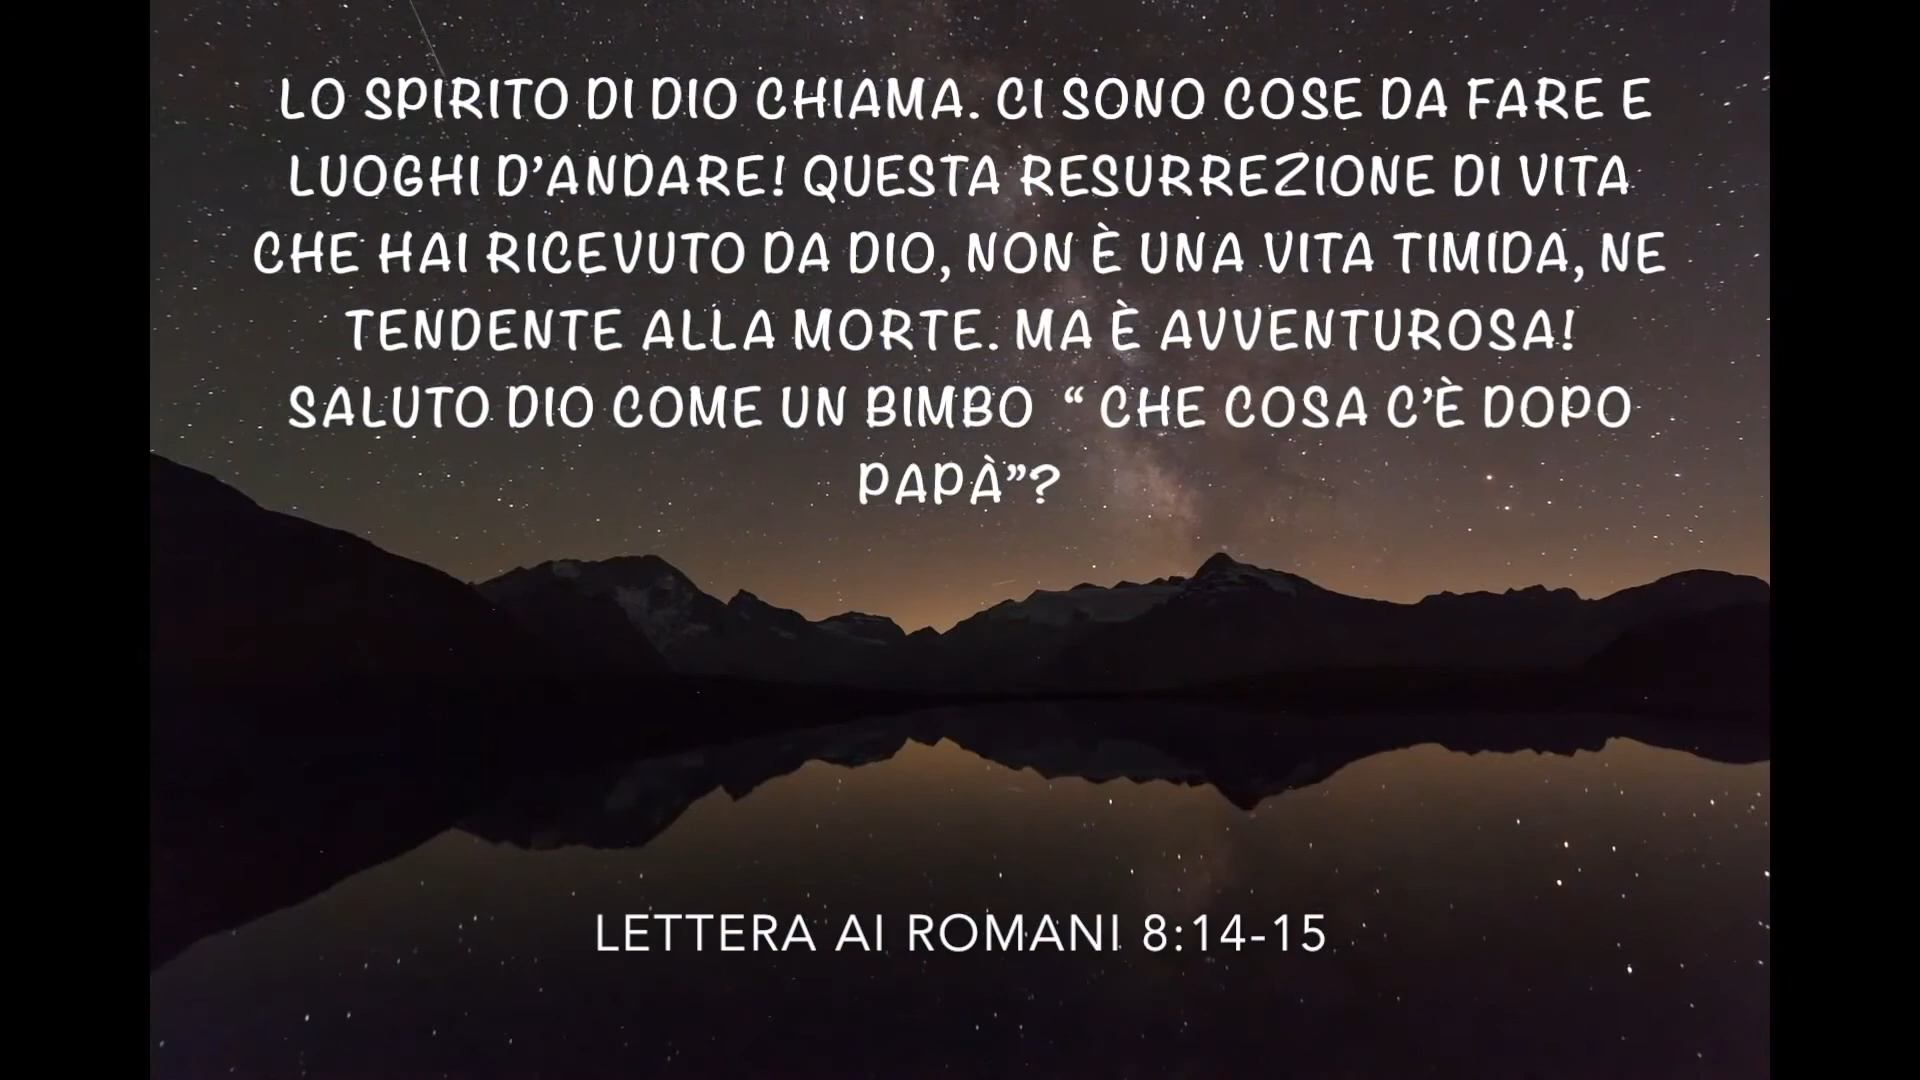 LO SPIRITO DI DIO CHIAMA. CI SONO COSE DA FARE E
LUOGHI D’ANDARE! QUESTA RESURREZIONE DI VITA
CHE HAI RICEVUTO DA DIO, NON È UNA VITA TIMIDA, NE
TENDENTE ALLA MORTE. MA È AVVENTUROSA!
SALUTO DIO COME UN BIMBO “ CHE COSA C’È DOPO
PAPÀ”?
LETTERA AI ROMANI 8:14-15